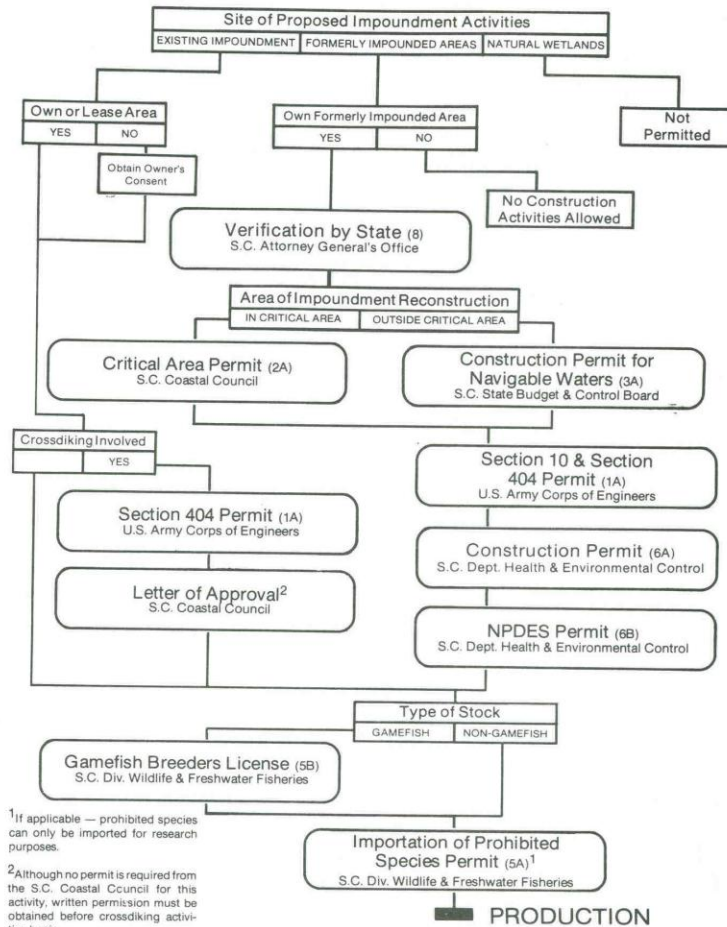 Site of Proposed Impoundment Activities
EXISTING IMPOUNDMENT FORMERLY IMPOUNDED AREAS NATURAL WETLANDS
Own or Lease Area
YES NO
Own Formerly Impounded Area
YES NO
Not
Permitted
Obtain Owner's
Consent
No Construction
Activities Allowed
Verification by State (8)
S.C. Attorney General's Office
Area of Impoundment Reconstruction
IN CRITICAL AREA OUTSIDE CRITICAL AREA
Critical Area Permit (2A)
S.C. Coastal Council
Construction Permit for
Navigable Waters (3A)
S.C. State Budget & Control Board
Crossdiking Involved
YES
Section 10 & Section
404 Permit (1A)
U.S. Army Corps of Engineers
Section 404 Permit (1A)
U.S. Army Corps of Engineers
Construction Permit (6A)
S.C. Dept. Health & Environmental Control
Letter of Approval²
S.C. Coastal Council
NPDES Permit (6B)
S.C. Dept. Health & Environmental Control
Type of Stock
GAMEFISH NON-GAMEFISH
Gamefish Breeders License (5B)
S.C. Div. Wildlife & Freshwater Fisheries
Importation of Prohibited
Species Permit (5A)¹
S.C. Div. Wildlife & Freshwater Fisheries
PRODUCTION
¹If applicable — prohibited species
can only be imported for research
purposes.
²Although no permit is required from
the S.C. Coastal Council for this
activity, written permission must be
obtained before crossdiking activi-